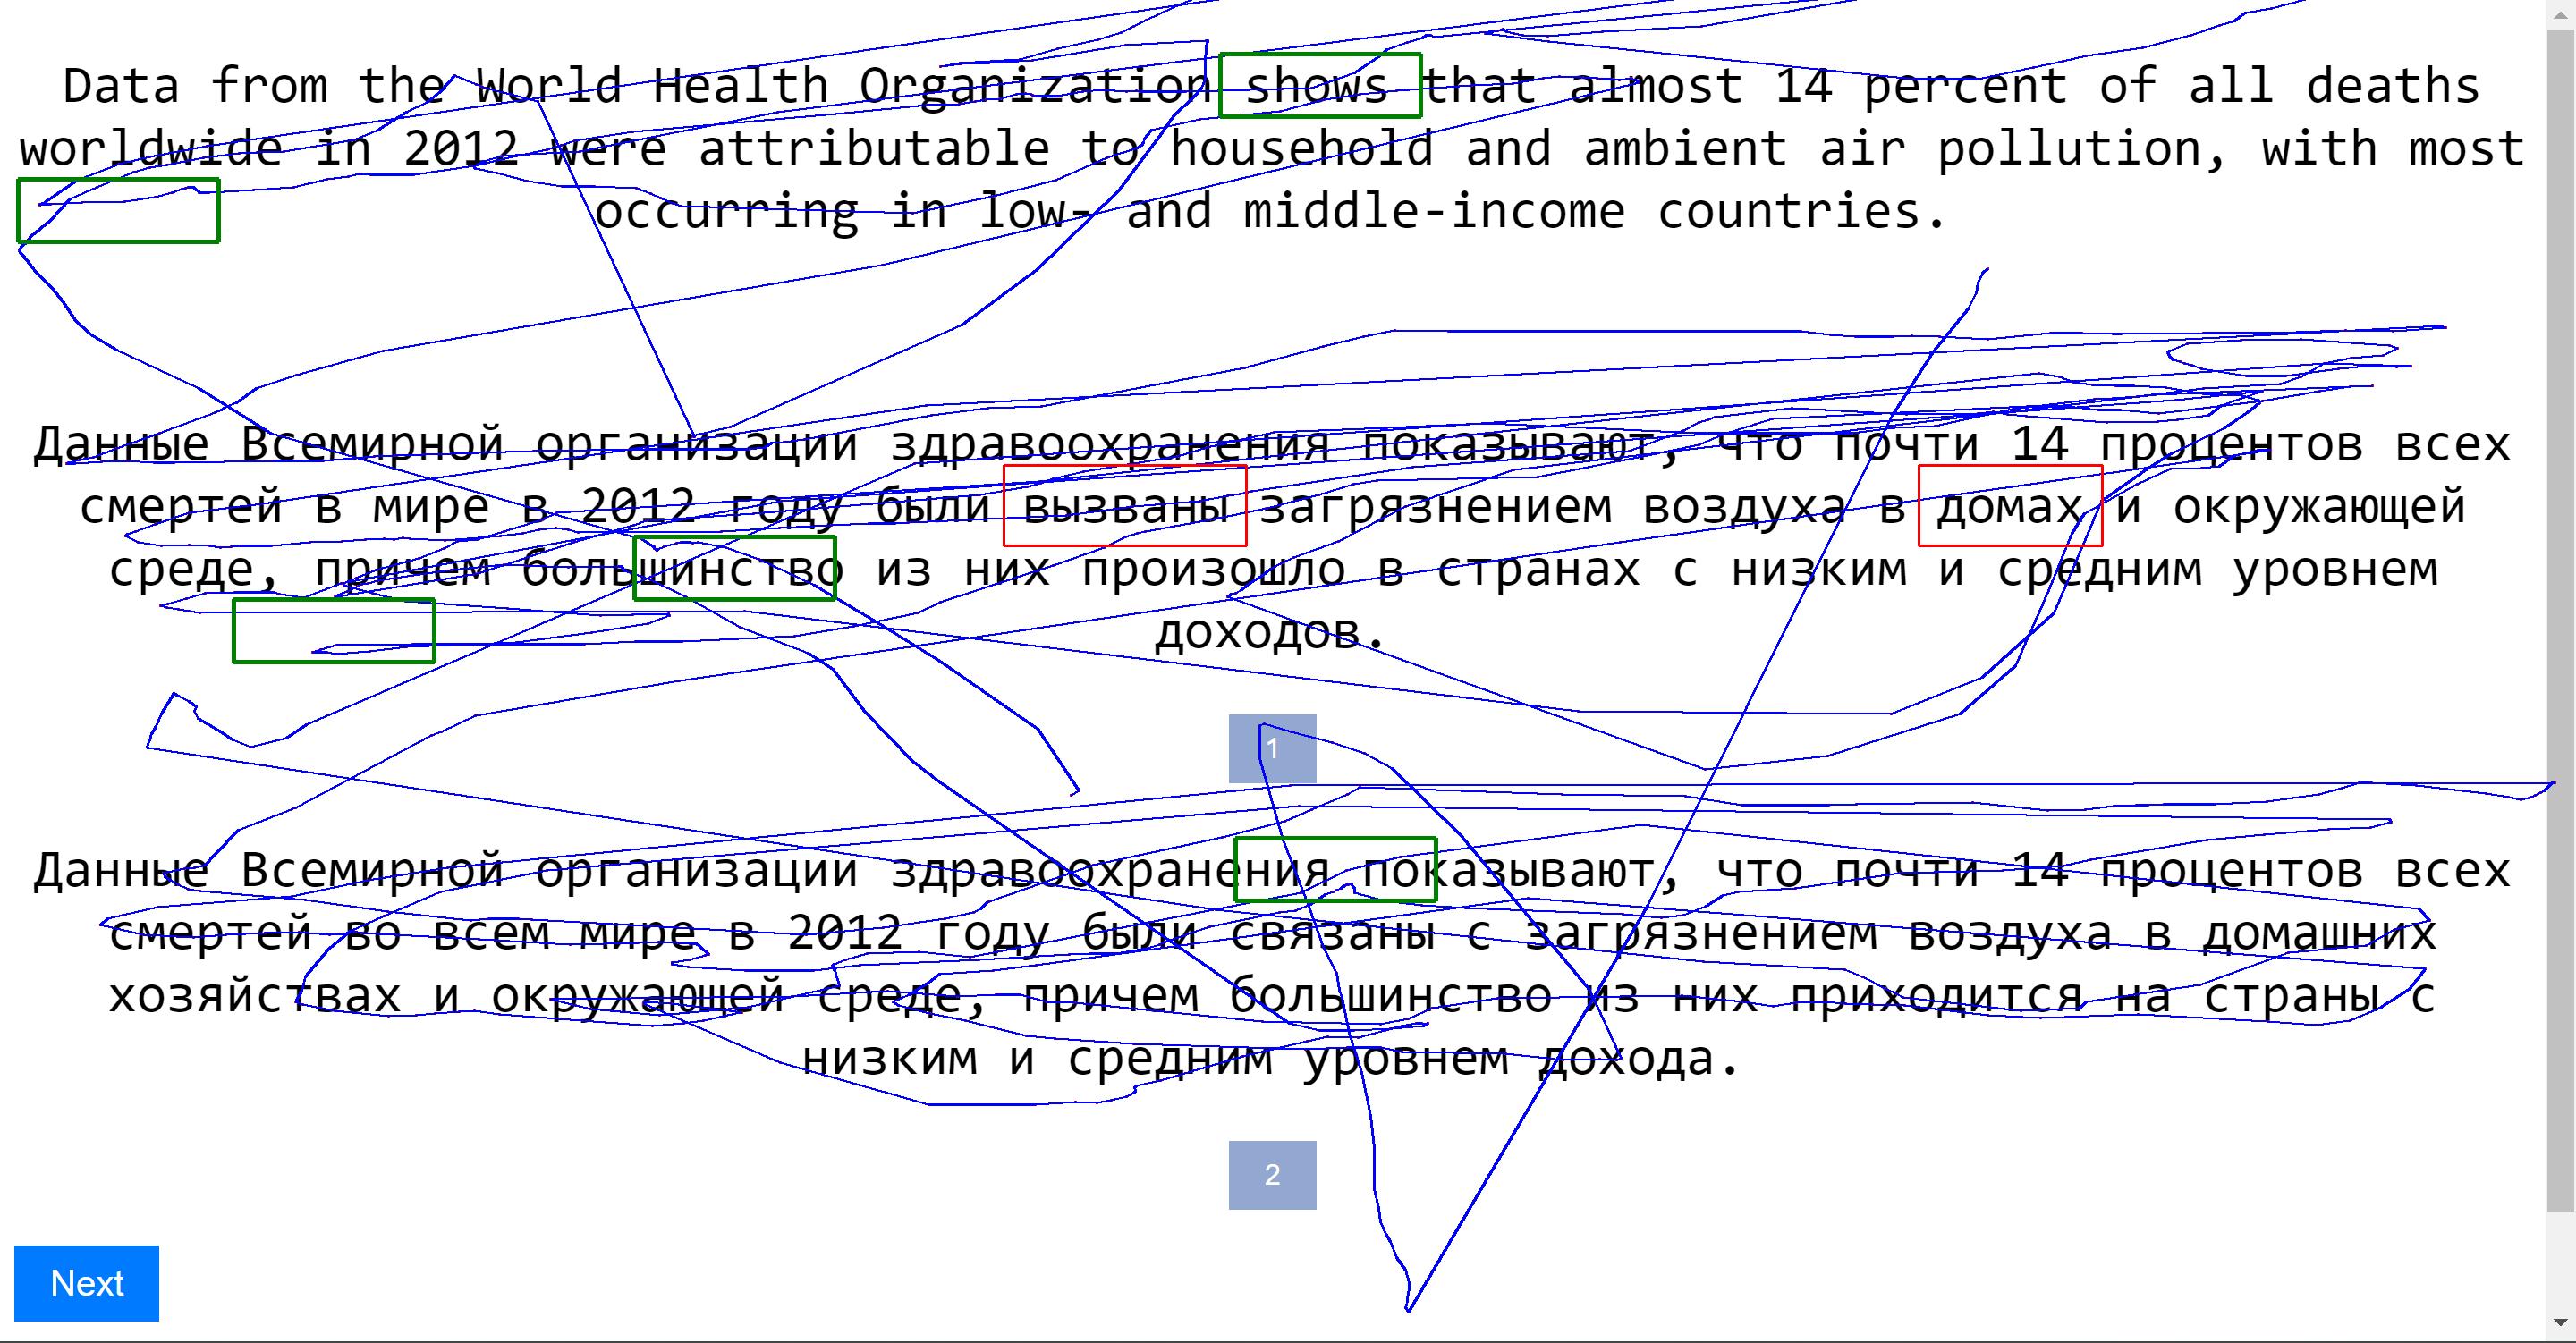 Data from the World Health Organization shows that almost 14 percent of all deaths
worldwide in 2012 were attributable to household and ambient air pollution, with most
occurring in low- and middle-income countries.
Данные Всемирной организации здравоохранения показывают, что почти 14 процентов всех
смертей в мире в 2012 году были вызваны загрязнением воздуха в домах и окружающей
среде, причем большинство из них произошло в странах с низким и средним уровнем
доходов.
1
Данные Всемирной организации здравоохранения показывают, что почти 14 процентов всех
смертей во всем мире в 2012 году были связаны с загрязнением воздуха в домашних
хозяйствах и окружающей среде, причем большинство из них приходится на страны с
низким и средним уровнем дохода.
2
Next